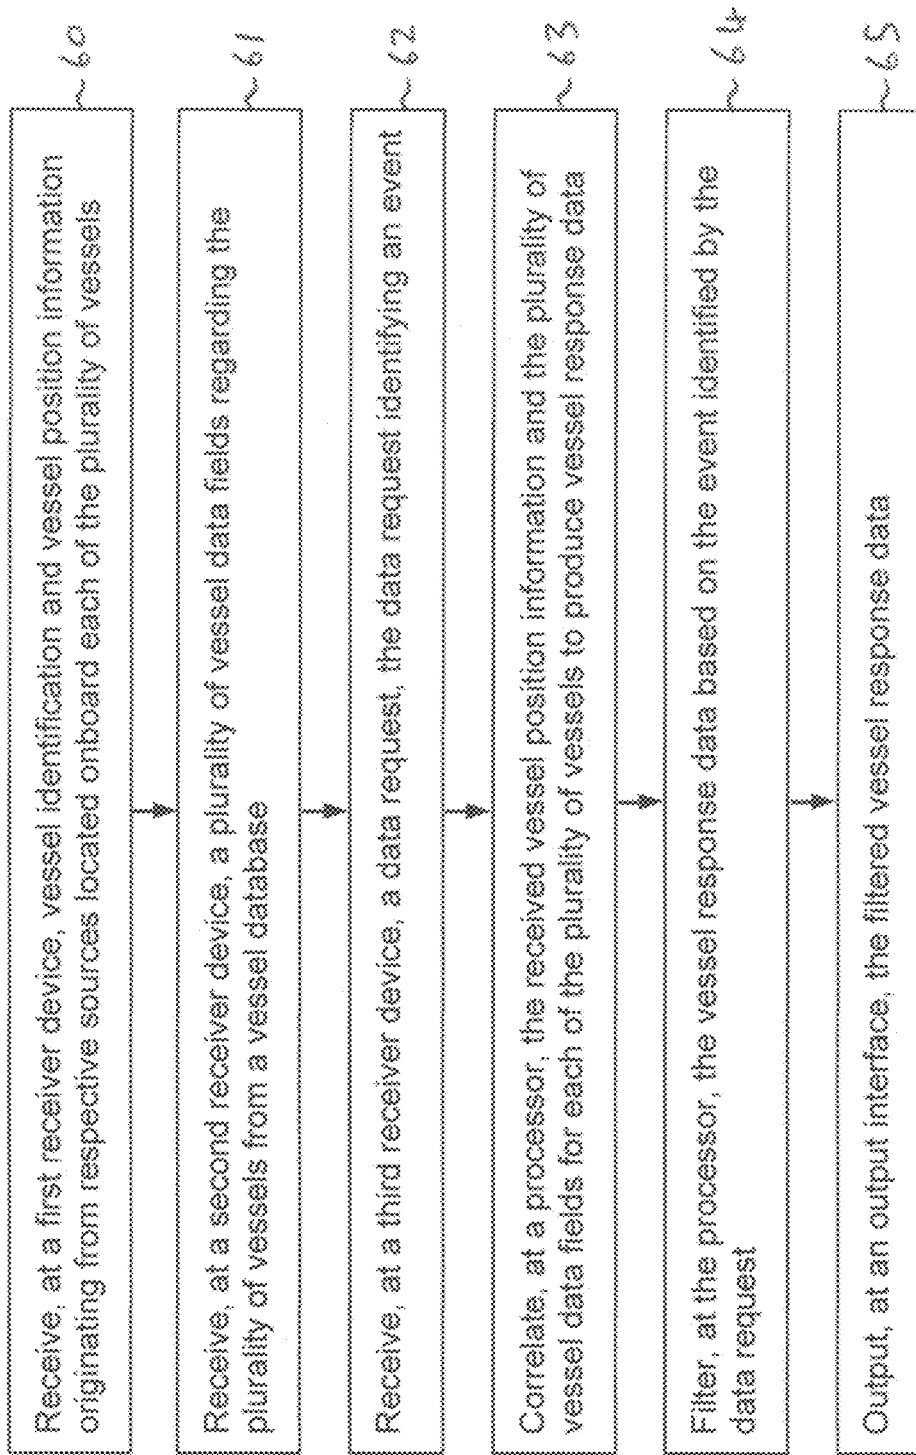 Receive, at a first receiver device, vessel identification and vessel position information
originating from respective sources located onboard each of the plurality of vessels
60
Receive, at a second receiver device, a plurality of vessel data fields regarding the
plurality of vessels from a vessel database
61
Receive, at a third receiver device, a data request, the data request identifying an event
62
Correlate, at a processor, the received vessel position information and the plurality of
vessel data fields for each of the plurality of vessels to produce vessel response data
63
Filter, at the processor, the vessel response data based on the event identified by the
data request
64
Output, at an output interface, the filtered vessel response data
65